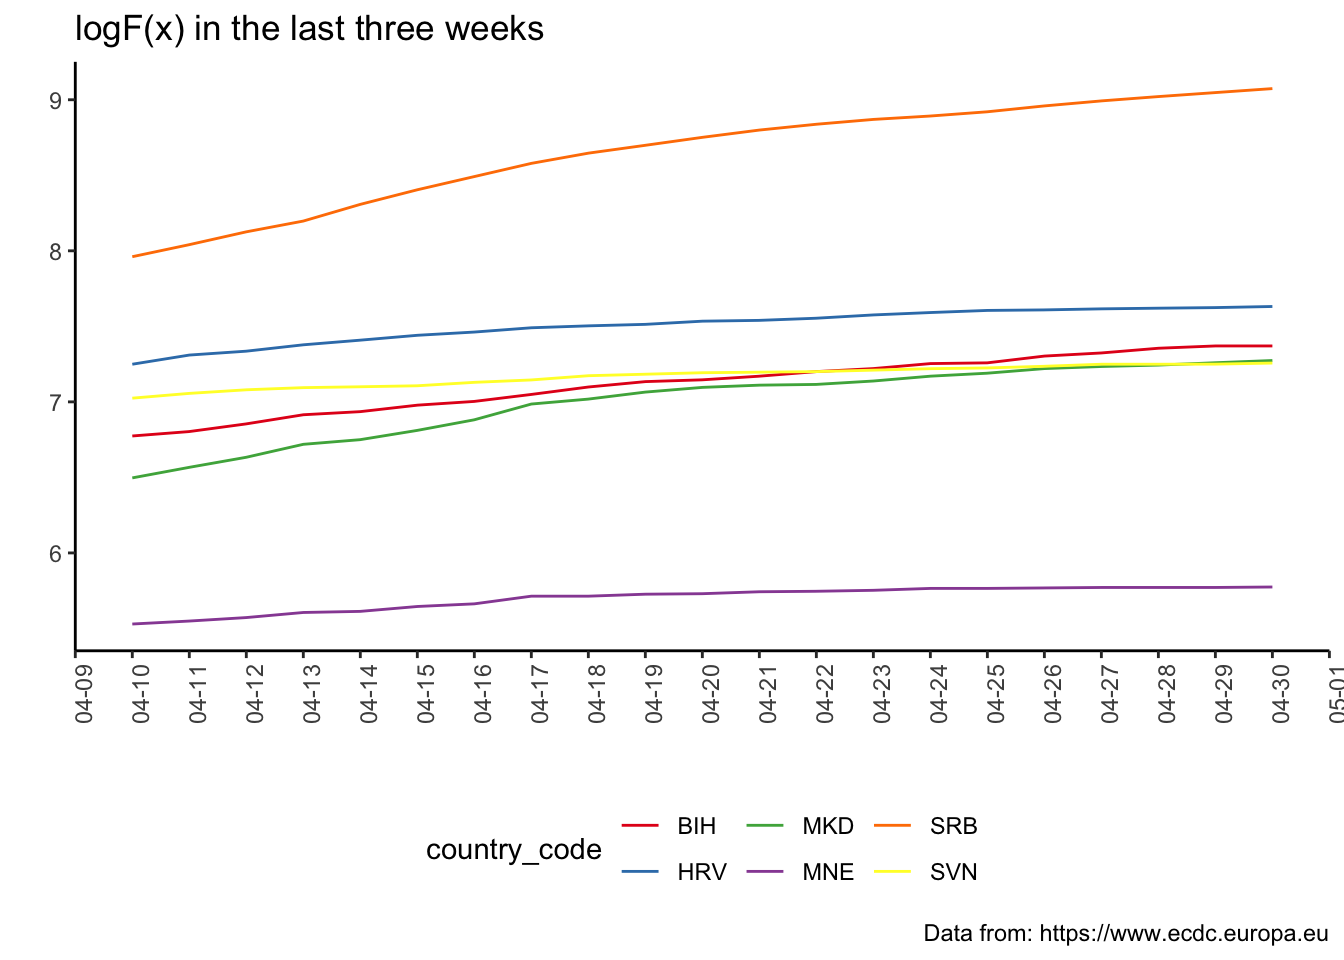 logF(x) in the last three weeks
9
8
7
6
04-09 04-10 04-11 04-12 04-13 04-14 04-15 04-16 04-17 04-18 04-19 04-20 04-21 04-22 04-23 04-24 04-25 04-26 04-27 04-28 04-29 04-30 05-01
country_code
BIH MKD SRB
HRV MNE SVN
Data from: https://www.ecdc.europa.eu